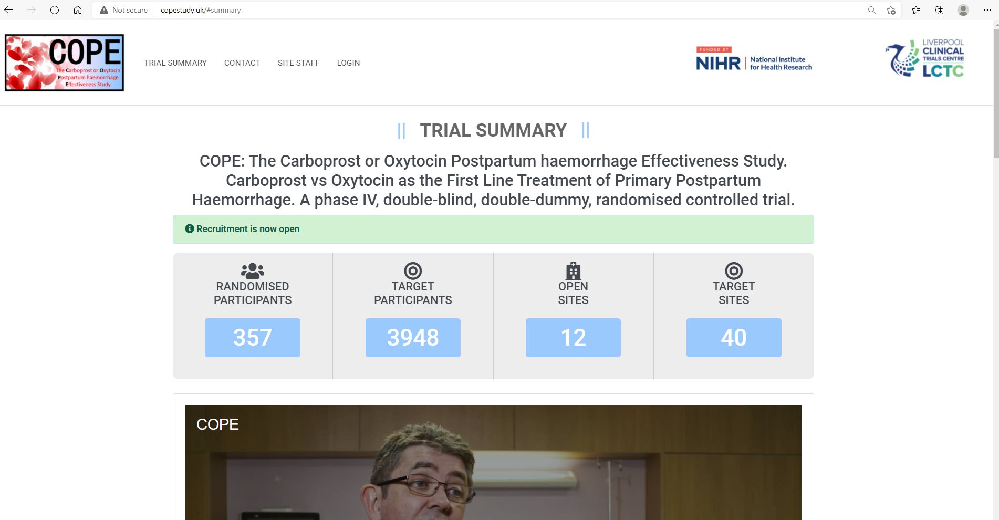 Not secure
copestudy.uk/#summary
COPE
The Carboprost or Oxytocin
Postpartum haemorrhage
Effectiveness Study
TRIAL SUMMARY
CONTACT
SITE STAFF
LOGIN
FUNDED BY
NIHR
National Institute
for Health Research
LIVERPOOL
CLINICAL
TRIALS CENTRE
LCTC
TRIAL SUMMARY
COPE: The Carboprost or Oxytocin Postpartum haemorrhage Effectiveness Study.
Carboprost vs Oxytocin as the First Line Treatment of Primary Postpartum
Haemorrhage. A phase IV, double-blind, double-dummy, randomised controlled trial.
Recruitment is now open
RANDOMISED
PARTICIPANTS
357
TARGET
PARTICIPANTS
3948
OPEN
SITES
12
TARGET
SITES
40
COPE